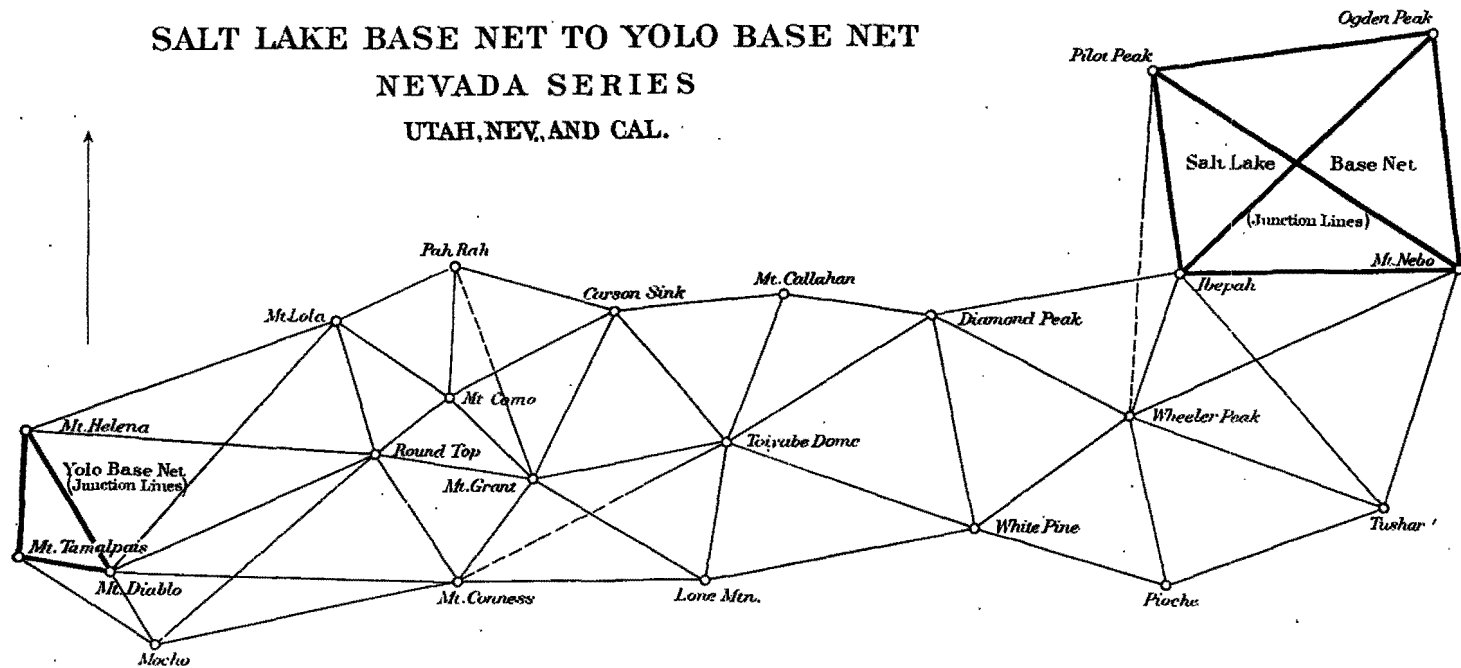 SALT LAKE BASE NET TO YOLO BASE NET
NEVADA SERIES
UTAH, NEV., AND CAL.
Ogden Peak
Pilot Peak
Salt Lake Base Net
(Junction Lines)
Mt. Nebo
Ibepah
Pah Rah
Mt. Callahan
Carson Sink
Mt. Lola
Diamond Peak
Mt Como
Wheeler Peak
Mt. Helena
Toiyabe Dome
Round Top
Yolo Base Net
(Junction Lines)
Mt. Grant
Tushar
White Pine
Mt. Tamalpais
Mt. Diablo
Mt. Conness
Lone Mtn.
Pioche
Mocho